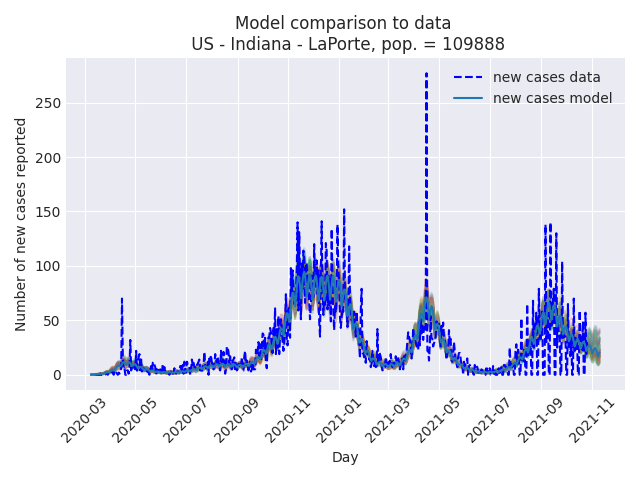 Model comparison to data
US - Indiana - LaPorte, pop. = 109888
new cases data
new cases model
Number of new cases reported
250
200
150
100
50
0
2020-03
2020-05
2020-07
2020-09
2020-11
2021-01
2021-03
2021-05
2021-07
2021-09
2021-11
Day